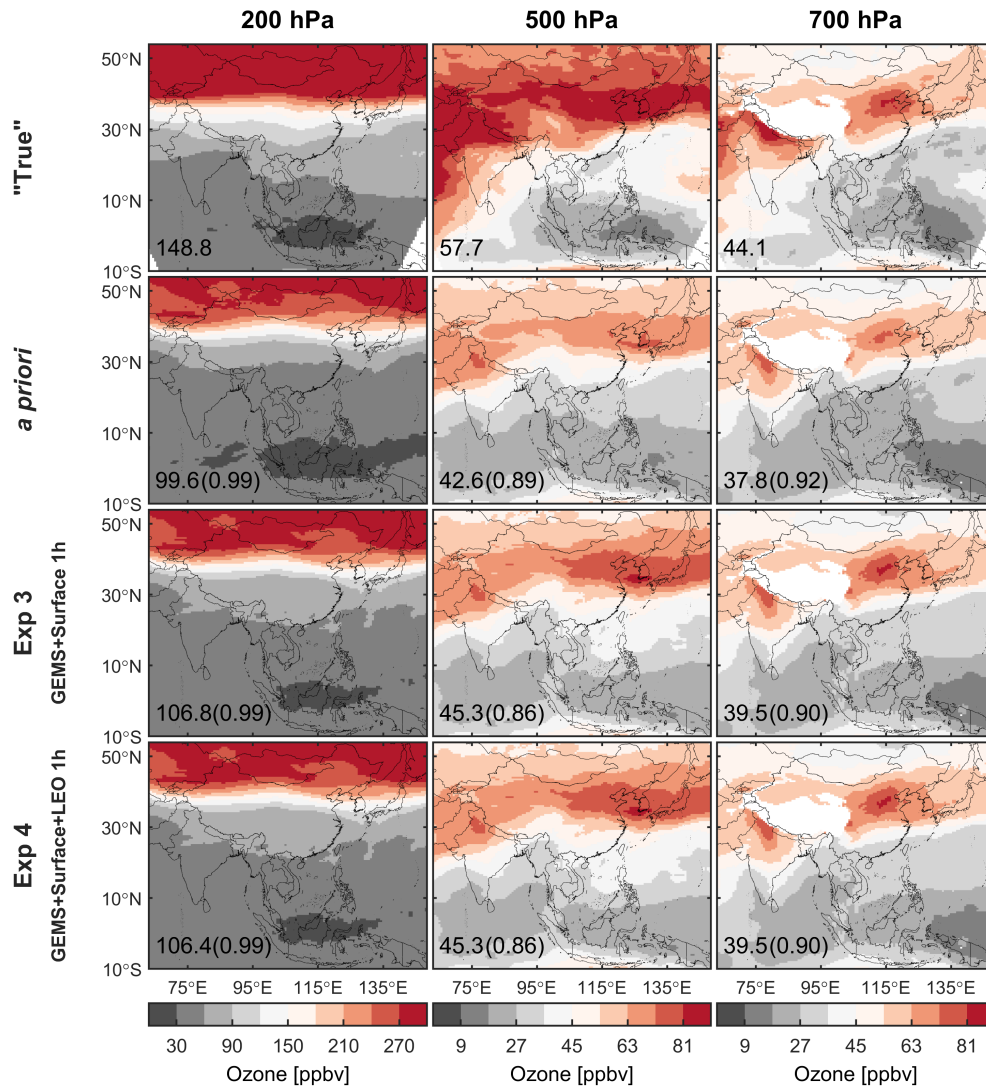 200 hPa
500 hPa
700 hPa
"True"
50°N
30°N
10°N
10°S
148.8
57.7
44.1
a priori
50°N
30°N
10°N
10°S
99.6(0.99)
42.6(0.89)
37.8(0.92)
Exp 3
GEMS+Surface 1h
50°N
30°N
10°N
10°S
106.8(0.99)
45.3(0.86)
39.5(0.90)
Exp 4
GEMS+Surface+LEO 1h
50°N
30°N
10°N
10°S
106.4(0.99)
45.3(0.86)
39.5(0.90)
75°E 95°E 115°E 135°E
75°E 95°E 115°E 135°E
75°E 95°E 115°E 135°E
30 90 150 210 270
9 27 45 63 81
9 27 45 63 81
Ozone [ppbv]
Ozone [ppbv]
Ozone [ppbv]